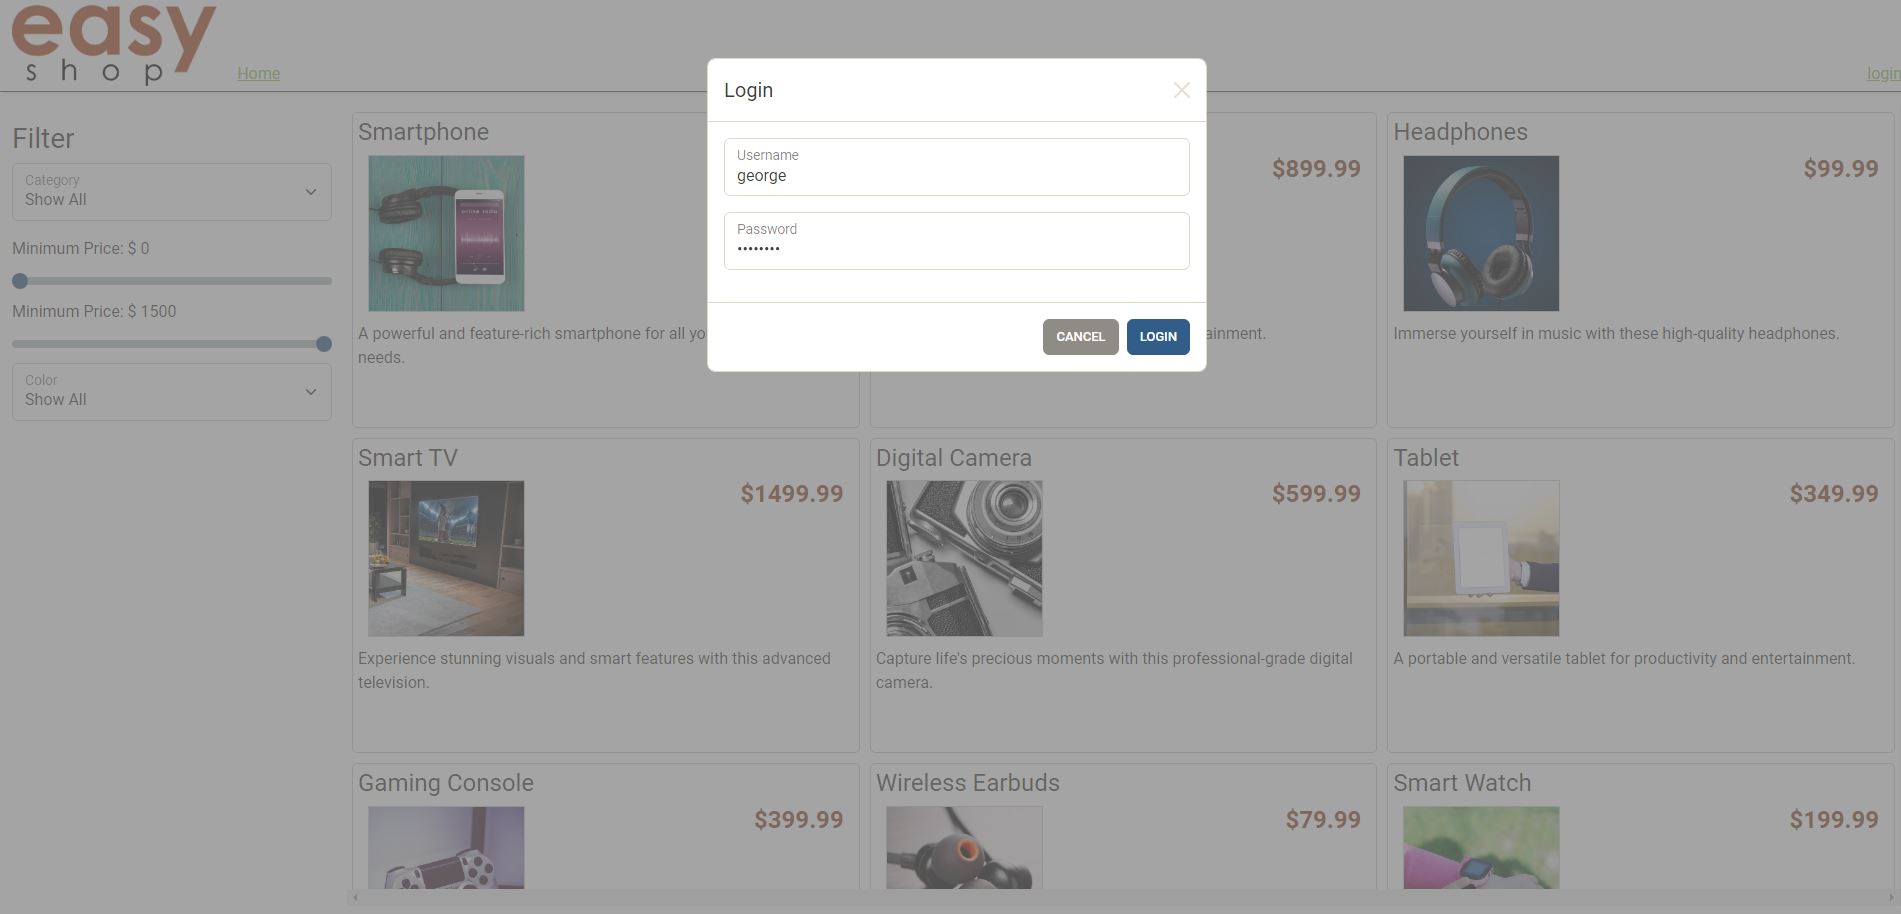 easy
shop
Home
login
Login
Username
george
Password
••••••••
CANCEL
LOGIN
Filter
Category
Show All
Minimum Price: $ 0
Minimum Price: $ 1500
Color
Show All
Smartphone
A powerful and feature-rich smartphone for all yo
needs.
$899.99
ainment.
Headphones
$99.99
Immerse yourself in music with these high-quality headphones.
Smart TV
$1499.99
Experience stunning visuals and smart features with this advanced
television.
Digital Camera
$599.99
Capture life's precious moments with this professional-grade digital
camera.
Tablet
$349.99
A portable and versatile tablet for productivity and entertainment.
Gaming Console
$399.99
Wireless Earbuds
$79.99
Smart Watch
$199.99